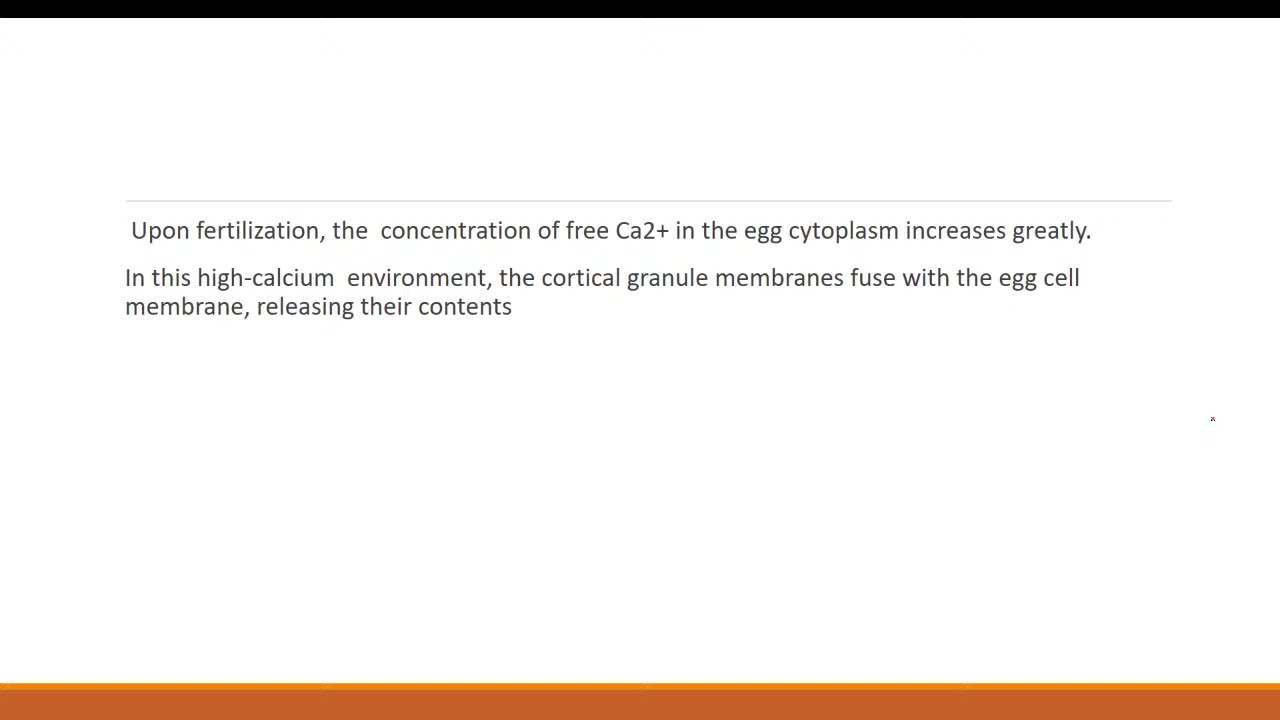 Upon fertilization, the  concentration of free Ca2+ in the egg cytoplasm increases greatly.
In this high-calcium  environment, the cortical granule membranes fuse with the egg cell
membrane, releasing their contents